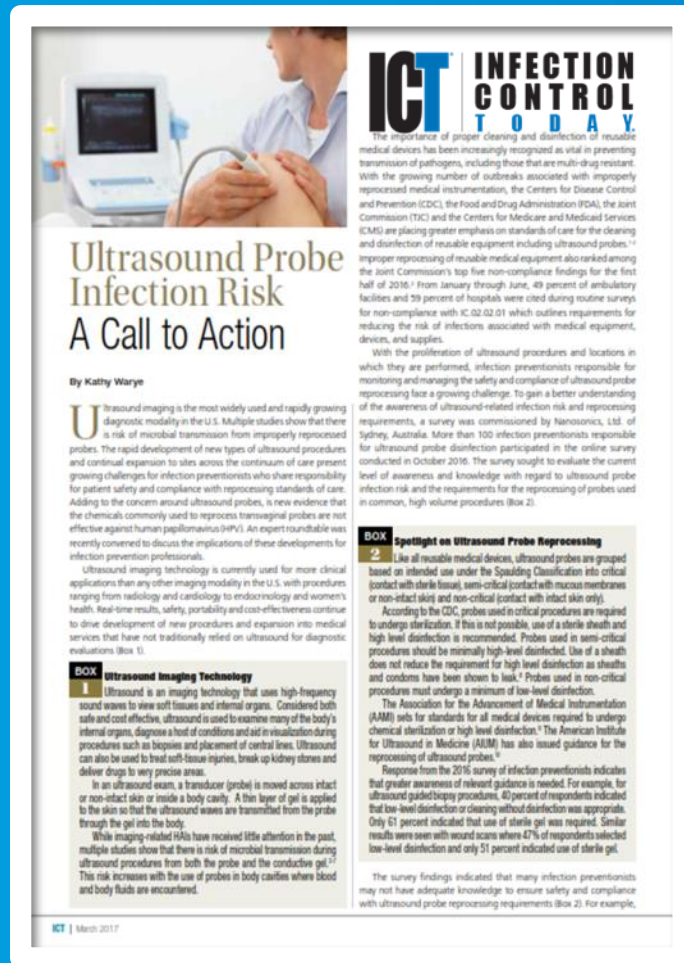 ICT
INFECTION
CONTROL
TODAY
Ultrasound Probe
Infection Risk
A Call to Action
By Kathy Warye
Ultrasound imaging is the most widely used and rapidly growing
diagnostic modality in the U.S. Multiple studies show that there
is risk of microbial transmission from improperly reprocessed
probes. The rapid development of new types of ultrasound procedures
and continual expansion to sites across the continuum of care present
growing challenges for infection preventionists who share responsibility
for patient safety and compliance with reprocessing standards of care.
Adding to the concern around ultrasound probes, is new evidence that
the chemicals commonly used to reprocess transvaginal probes are not
effective against human papillomavirus (HPV). An expert roundtable was
recently convened to discuss the implications of these developments for
infection prevention professionals.
Ultrasound imaging technology is currently used for more clinical
applications than any other imaging modality in the U.S. with procedures
ranging from radiology and cardiology to endocrinology and women's
health. Real-time results, safety, portability and cost-effectiveness continue
to drive development of new procedures and expansion into medical
services that have not traditionally relied on ultrasound for diagnostic
evaluations (Box 1).
BOX
1
Ultrasound Imaging Technology
Ultrasound is an imaging technology that uses high-frequency
sound waves to view soft tissues and internal organs. Considered both
safe and cost effective, ultrasound is used to examine many of the body's
internal organs, diagnose a host of conditions and aid in visualization during
procedures such as biopsies and placement of central lines. Ultrasound
can also be used to treat soft-tissue injuries, break up kidney stones and
deliver drugs to very precise areas.
In an ultrasound exam, a transducer (probe) is moved across intact
or non-intact skin or inside a body cavity. A thin layer of gel is applied
to the skin so that the ultrasound waves are transmitted from the probe
through the gel into the body.
While imaging-related HAIs have received little attention in the past,
multiple studies show that there is risk of microbial transmission during
ultrasound procedures from both the probe and the conductive gel.
This risk increases with the use of probes in body cavities where blood
and body fluids are encountered.
The importance of proper cleaning and disinfection of reusable
medical devices has been increasingly recognized as vital in preventing
transmission of pathogens, including those that are multi-drug resistant.
With the growing number of outbreaks associated with improperly
reprocessed medical instrumentation, the Centers for Disease Control
and Prevention (CDC), the Food and Drug Administration (FDA), the Joint
Commission (TJC) and the Centers for Medicare and Medicaid Services
(CMS) are placing greater emphasis on standards of care for the cleaning
and disinfection of reusable equipment including ultrasound probes.
Improper reprocessing of reusable medical equipment also ranked among
the Joint Commission's top five non-compliance findings for the first
half of 2016. From January through June, 49 percent of ambulatory
facilities and 59 percent of hospitals were cited during routine surveys
for non-compliance with IC.02.02.01 which outlines requirements for
reducing the risk of infections associated with medical equipment,
devices, and supplies.
With the proliferation of ultrasound procedures and locations in
which they are performed, infection preventionists responsible for
monitoring and managing the safety and compliance of ultrasound probe
reprocessing face a growing challenge. To gain a better understanding
of the awareness of ultrasound-related infection risk and reprocessing
requirements, a survey was commissioned by Nanosonics, Ltd. of
Sydney, Australia. More than 100 infection preventionists responsible
for ultrasound probe disinfection participated in the online survey
conducted in October 2016. The survey sought to evaluate the current
level of awareness and knowledge with regard to ultrasound probe
infection risk and the requirements for the reprocessing of probes used
in common, high volume procedures (Box 2).
BOX
2
Spotlight on Ultrasound Probe Reprocessing
Like all reusable medical devices, ultrasound probes are grouped
based on intended use under the Spaulding Classification into critical
(contact with sterile tissue), semi-critical (contact with mucous membranes
or non-intact skin) and non-critical (contact with intact skin only).
According to the CDC, probes used in critical procedures are required
to undergo sterilization. If this is not possible, use of a sterile sheath and
high level disinfection is recommended. Probes used in semi-critical
procedures should be minimally high-level disinfected. Use of a sheath
does not reduce the requirement for high level disinfection as sheaths
and condoms have been shown to leak. Probes used in non-critical
procedures must undergo a minimum of low-level disinfection.
The Association for the Advancement of Medical Instrumentation
(AAMI) sets for standards for all medical devices required to undergo
chemical sterilization or high level disinfection. The American Institute
for Ultrasound in Medicine (AIUM) has also issued guidance for the
reprocessing of ultrasound probes.
Response from the 2016 survey of infection preventionists indicates
that greater awareness of relevant guidance is needed. For example, for
ultrasound guided biopsy procedures, 40 percent of respondents indicated
that low-level disinfection or cleaning without disinfection was appropriate.
Only 61 percent indicated that use of sterile gel was required. Similar
results were seen with wound scans where 47% of respondents selected
low-level disinfection and only 51 percent indicated use of sterile gel.
The survey findings indicated that many infection preventionists
may not have adequate knowledge to ensure safety and compliance
with ultrasound probe reprocessing requirements (Box 2). For example,
ICT | March 2017